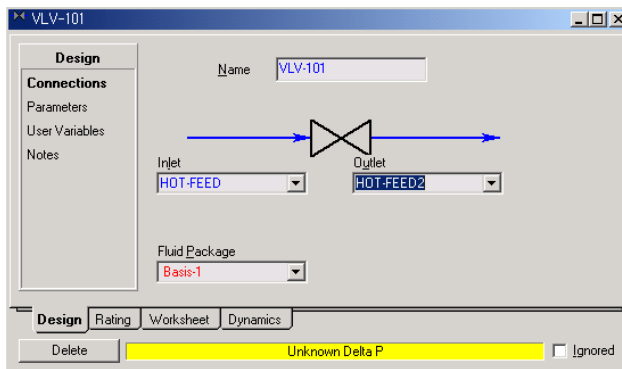 VLV-101
Design
Connections
Parameters
User Variables
Notes
Name VLV-101
Inlet Outlet
HOT-FEED HOT-FEED2
Fluid Package
Basis-1
Design Rating Worksheet Dynamics
Delete Unknown Delta P Ignored